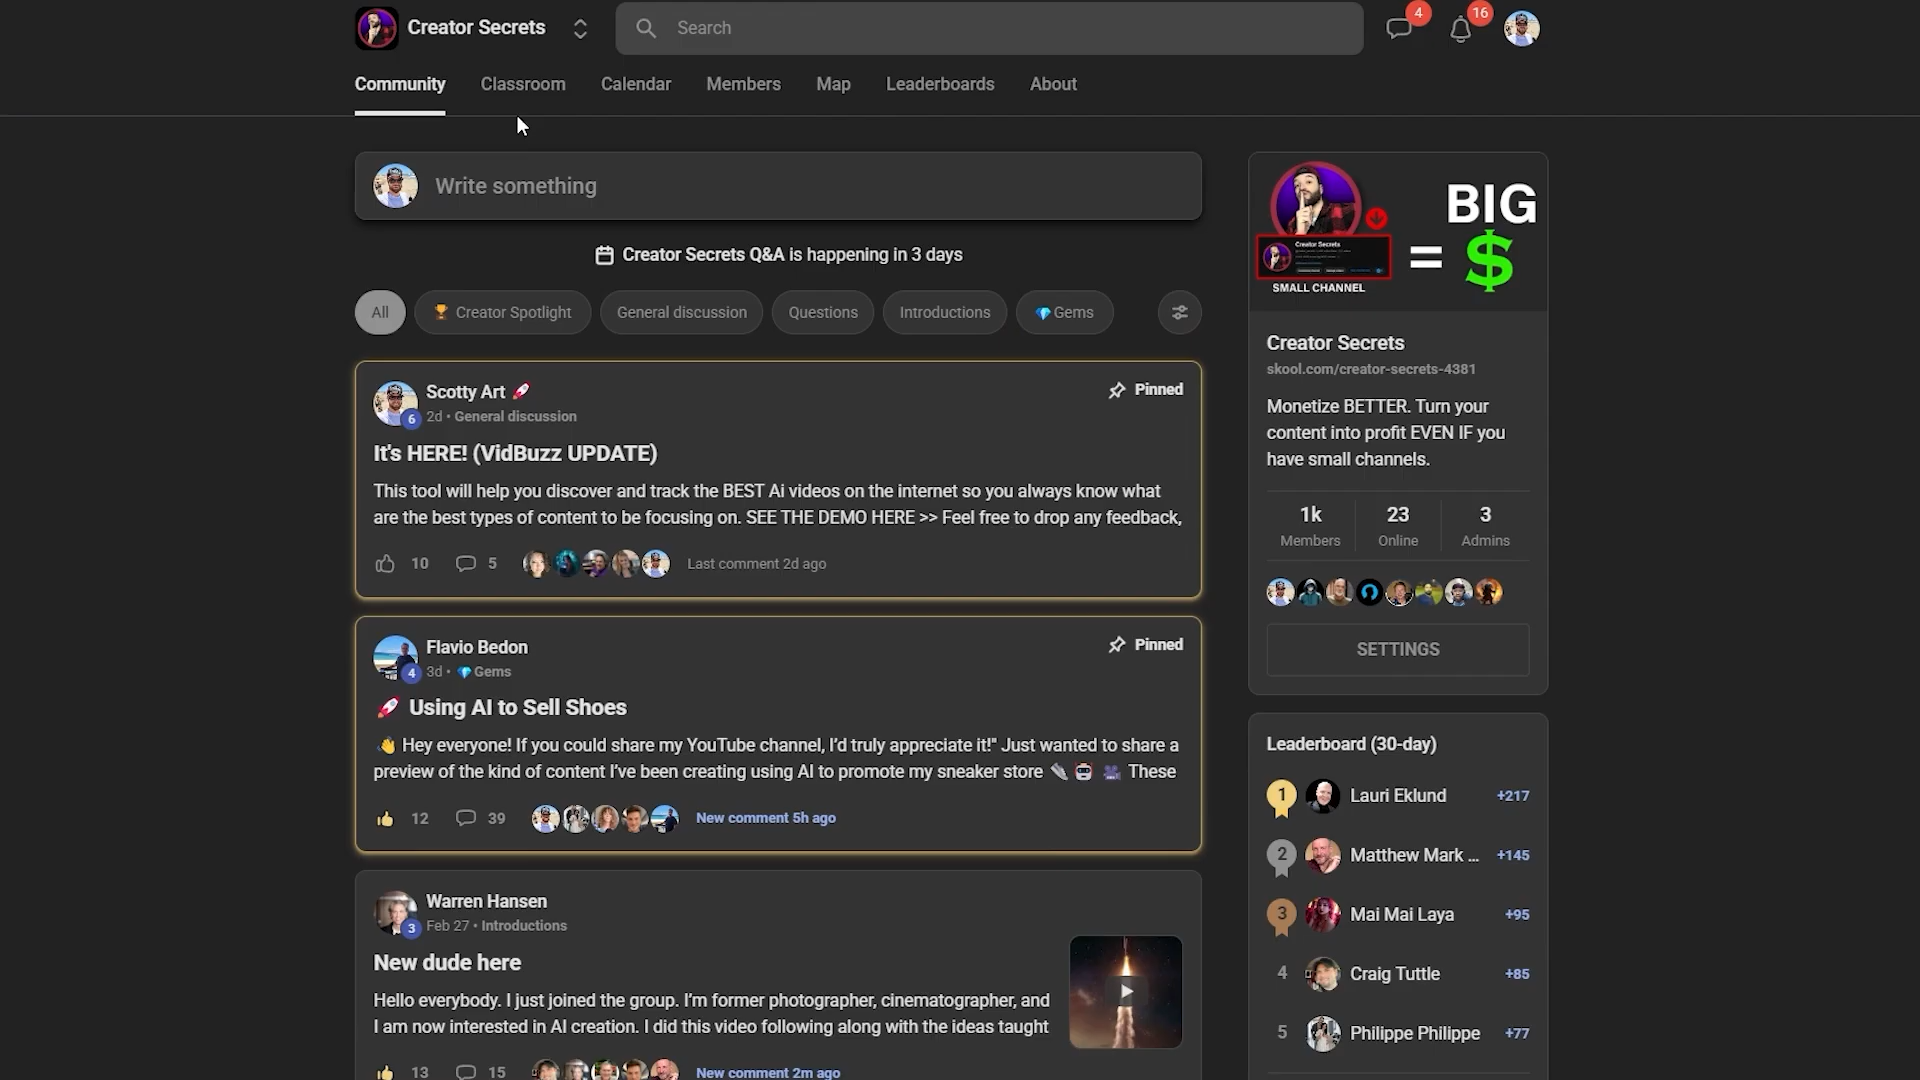 Creator Secrets
Search
4
16
Community
Classroom
Calendar
Members
Map
Leaderboards
About
Write something
Creator Secrets Q&A is happening in 3 days
All
Creator Spotlight
General discussion
Questions
Introductions
Gems
Scotty Art
6
2d • General discussion
Pinned
It's HERE! (VidBuzz UPDATE)
This tool will help you discover and track the BEST Ai videos on the internet so you always know what
are the best types of content to be focusing on. SEE THE DEMO HERE >> Feel free to drop any feedback,
10
5
Last comment 2d ago
Flavio Bedon
4
3d • Gems
Pinned
Using AI to Sell Shoes
Hey everyone! If you could share my YouTube channel, I'd truly appreciate it!" Just wanted to share a
preview of the kind of content I've been creating using AI to promote my sneaker store These
12
39
New comment 5h ago
Warren Hansen
3
Feb 27 • Introductions
New dude here
Hello everybody. I just joined the group. I'm former photographer, cinematographer, and
I am now interested in AI creation. I did this video following along with the ideas taught
13
15
New comment 2m ago
BIG
$
=
Creator Secrets
SMALL CHANNEL
Creator Secrets
skool.com/creator-secrets-4381
Monetize BETTER. Turn your
content into profit EVEN IF you
have small channels.
1k
Members
23
Online
3
Admins
SETTINGS
Leaderboard (30-day)
1
Lauri Eklund
+217
2
Matthew Mark ...
+145
3
Mai Mai Laya
+95
4
Craig Tuttle
+85
5
Philippe Philippe
+77